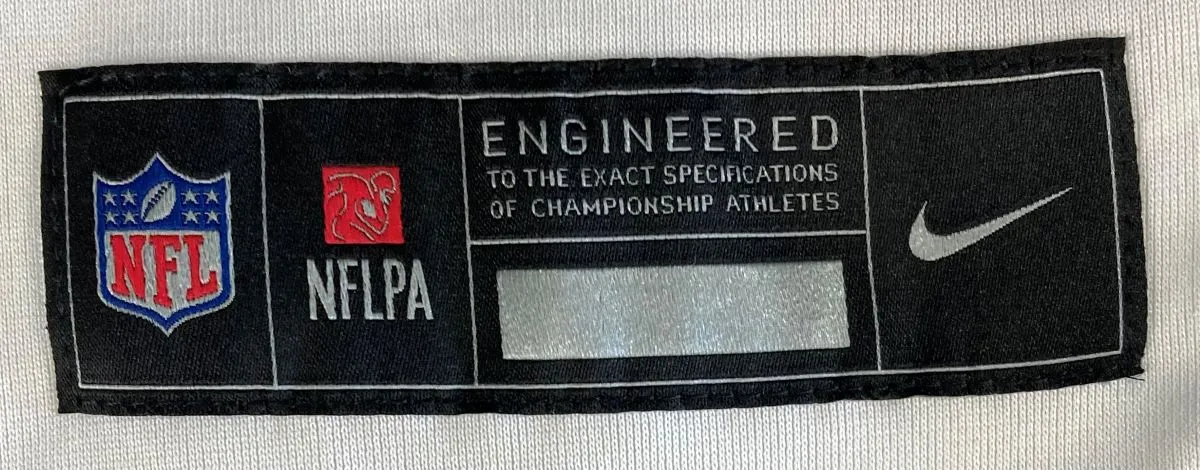 NFL
NFLPA
ENGINEERED
TO THE EXACT SPECIFICATIONS
OF CHAMPIONSHIP ATHLETES